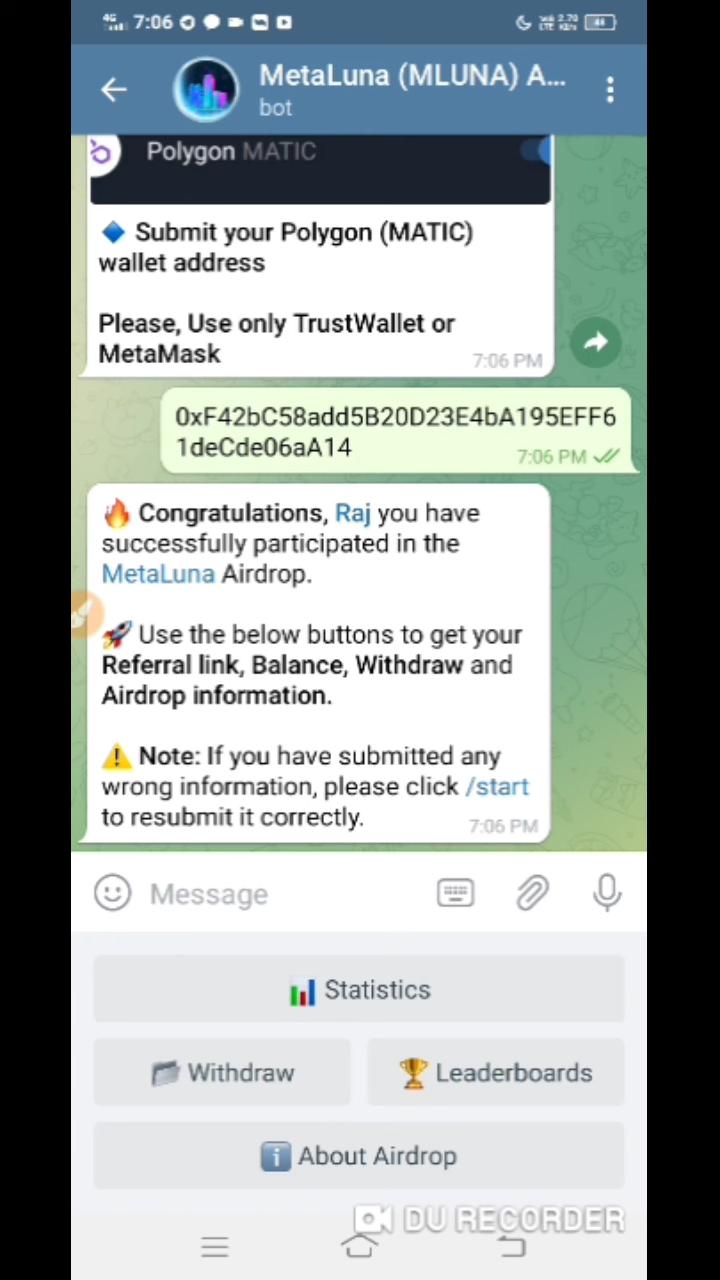 4G 7:06
MetaLuna (MLUNA) A...
bot
Polygon MATIC
Submit your Polygon (MATIC)
wallet address
Please, Use only TrustWallet or
MetaMask
7:06 PM
0xF42bC58add5B20D23E4bA195EFF6
1deCde06aA14
7:06 PM
Congratulations, Raj you have
successfully participated in the
MetaLuna Airdrop.
Use the below buttons to get your
Referral link, Balance, Withdraw and
Airdrop information.
Note: If you have submitted any
wrong information, please click /start
to resubmit it correctly.
7:06 PM
Message
Statistics
Withdraw
Leaderboards
About Airdrop
DU RECORDER